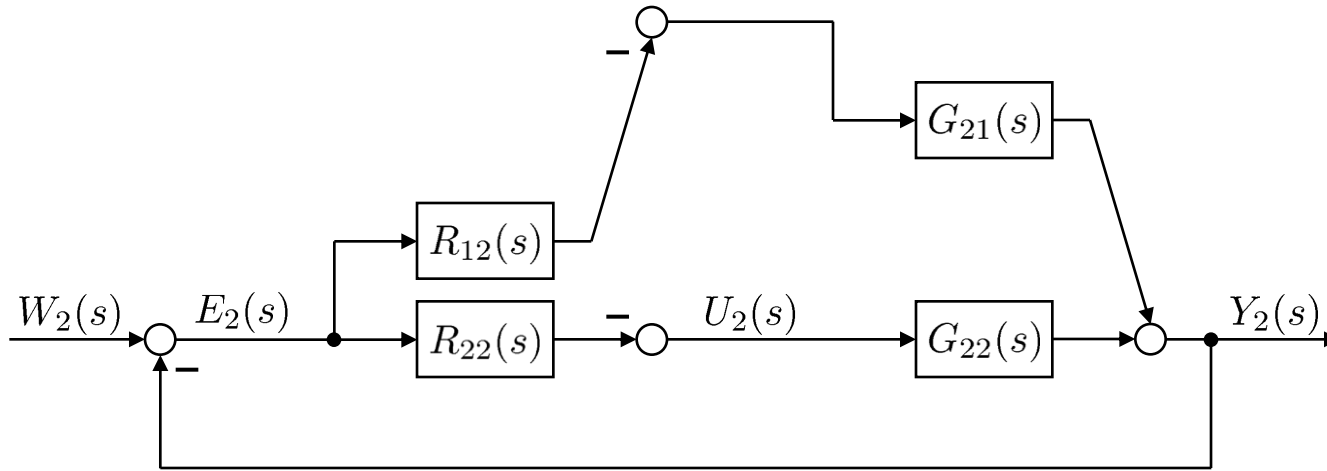 −
G₂₁(s)
R₁₂(s)
W₂(s)
E₂(s)
−
U₂(s)
Y₂(s)
R₂₂(s)
G₂₂(s)
−